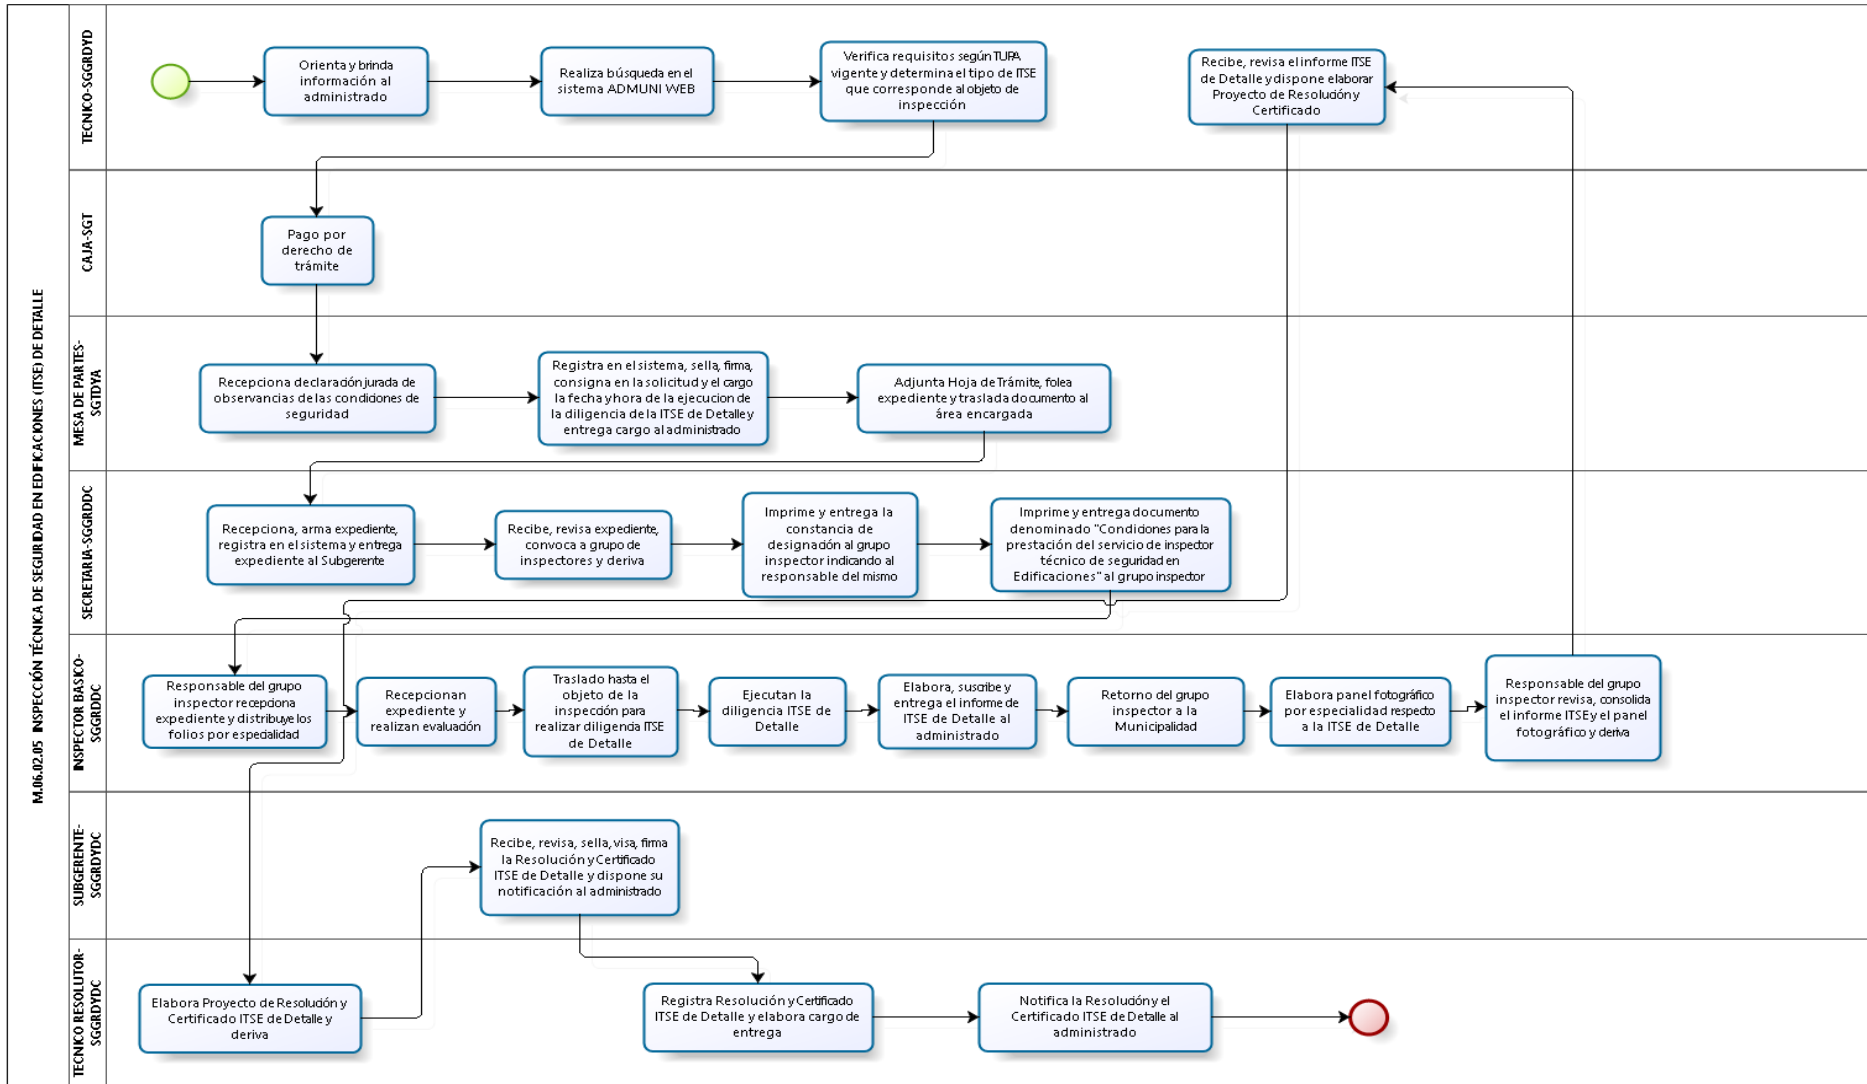 M.06.02.05 INSPECCIÓN TÉCNICA DE SEGURIDAD EN EDIFICACIONES (ITSE) DE DETALLE
TECNICO-SGGRDYD
Orienta y brinda
información al
administrado
Realiza búsqueda en el
sistema ADMUNI WEB
Verifica requisitos según TUPA
vigente y determina el tipo de ITSE
que corresponde al objeto de
inspección
Recibe, revisa el informe ITSE
de Detalle y dispone elaborar
Proyecto de Resolución y
Certificado
CAJA-SGT
Pago por
derecho de
trámite
MESA DE PARTES-
SGTDYA
Recepciona declaración jurada de
observancias de las condiciones de
seguridad
Registra en el sistema, sella, firma,
consigna en la solicitud y el cargo
la fecha y hora de la ejecucion de
la diligencia de la ITSE de Detalle y
entrega cargo al administrado
Adjunta Hoja de Trámite, folea
expediente y traslada documento al
área encargada
SECRETARIA-SGGRDDC
Recepciona, arma expediente,
registra en el sistema y entrega
expediente al Subgerente
Recibe, revisa expediente,
convoca a grupo de
inspectores y deriva
Imprime y entrega la
constancia de
designación al grupo
inspector indicando al
responsable del mismo
Imprime y entrega documento
denominado "Condiciones para la
prestación del servicio de inspector
técnico de seguridad en
Edificaciones" al grupo inspector
INSPECTOR BASICO-
SGGRDDC
Responsable del grupo
inspector recepciona
expediente y distribuye los
folios por especialidad
Recepcionan
expediente y
realizan evaluación
Traslado hasta el
objeto de la
inspección para
realizar diligencia ITSE
de Detalle
Ejecutan la
diligencia ITSE de
Detalle
Elabora, suscribe y
entrega el informe de
ITSE de Detalle al
administrado
Retorno del grupo
inspector a la
Municipalidad
Elabora panel fotográfico
por especialidad respecto
a la ITSE de Detalle
Responsable del grupo
inspector revisa, consolida
el informe ITSE y el panel
fotográfico y deriva
SUBGERENTE-
SGGRDYDC
Recibe, revisa, sella, visa, firma
la Resolución y Certificado
ITSE de Detalle y dispone su
notificación al administrado
TECNICO RESOLUTOR-
SGGRDYDC
Elabora Proyecto de Resolución y
Certificado ITSE de Detalle y
deriva
Registra Resolución y Certificado
ITSE de Detalle y elabora cargo de
entrega
Notifica la Resolución y el
Certificado ITSE de Detalle al
administrado